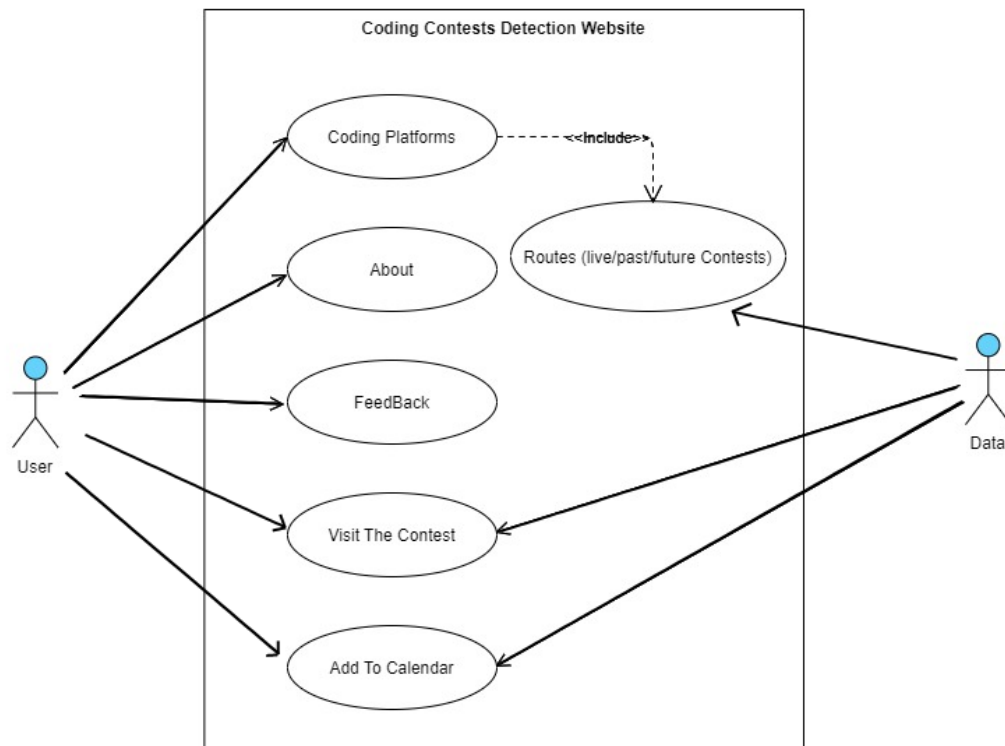 Coding Contests Detection Website
Coding Platforms
<<Include>>
Routes (live/past/future Contests)
About
FeedBack
User
Data
Visit The Contest
Add To Calendar